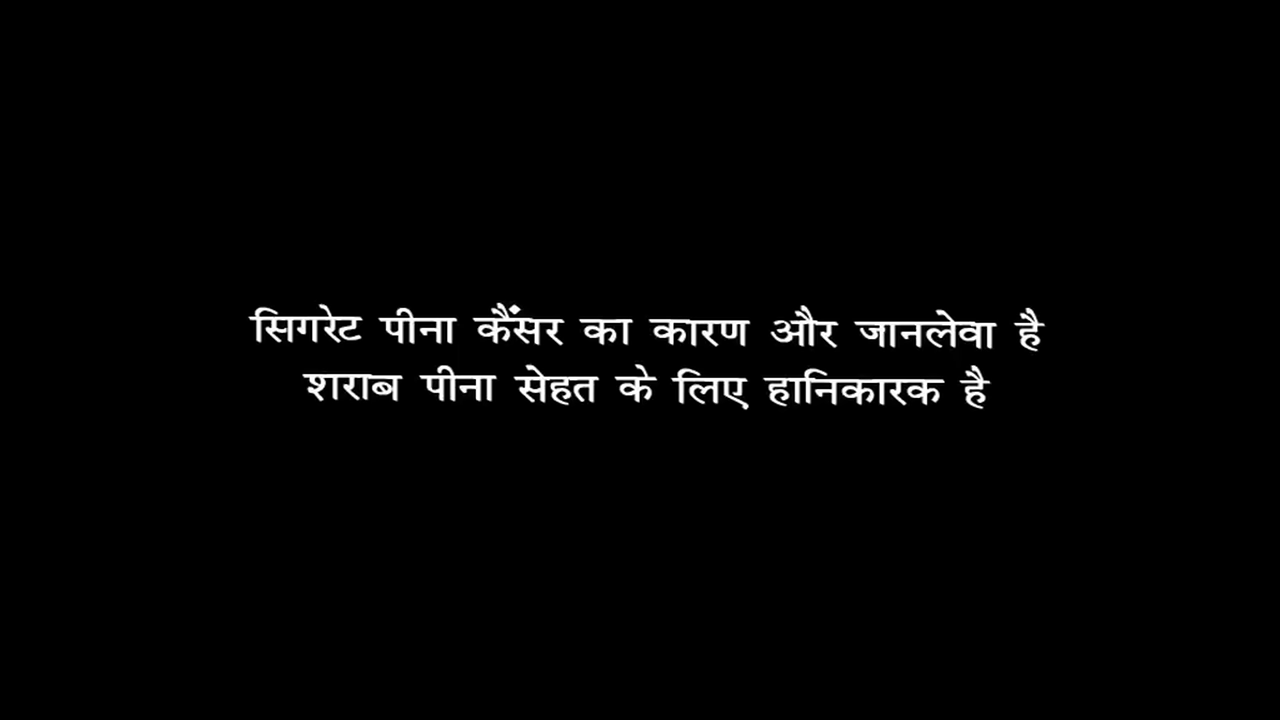 सिगरेट पीना कैंसर का कारण और जानलेवा है
शराब पीना सेहत के लिए हानिकारक है